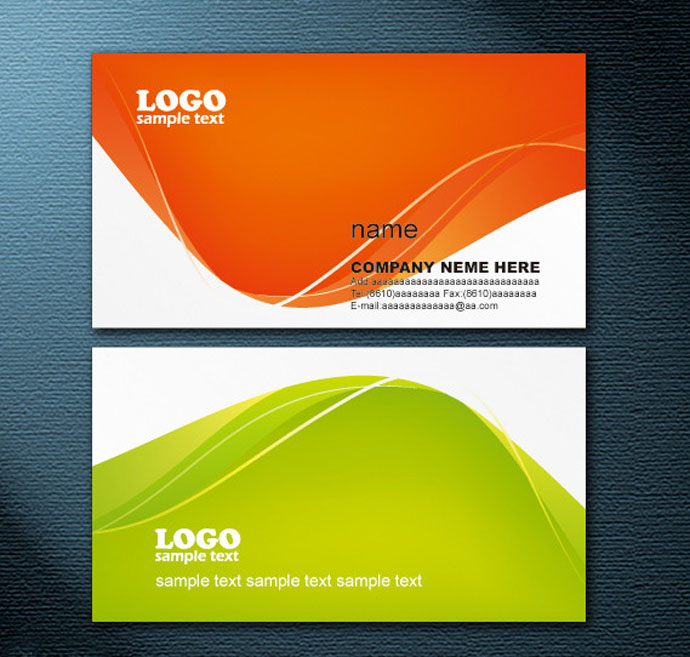 LOGO
sample text
name
COMPANY NEME HERE
Add:aaaaaaaaaaaaaaaaaaaaaaaaaaaaaaa
Tel:(8610)aaaaaaaa Fax:(8610)aaaaaaaa
E-mail:aaaaaaaaaaaaa@aa.com
LOGO
sample text
sample text sample text sample text